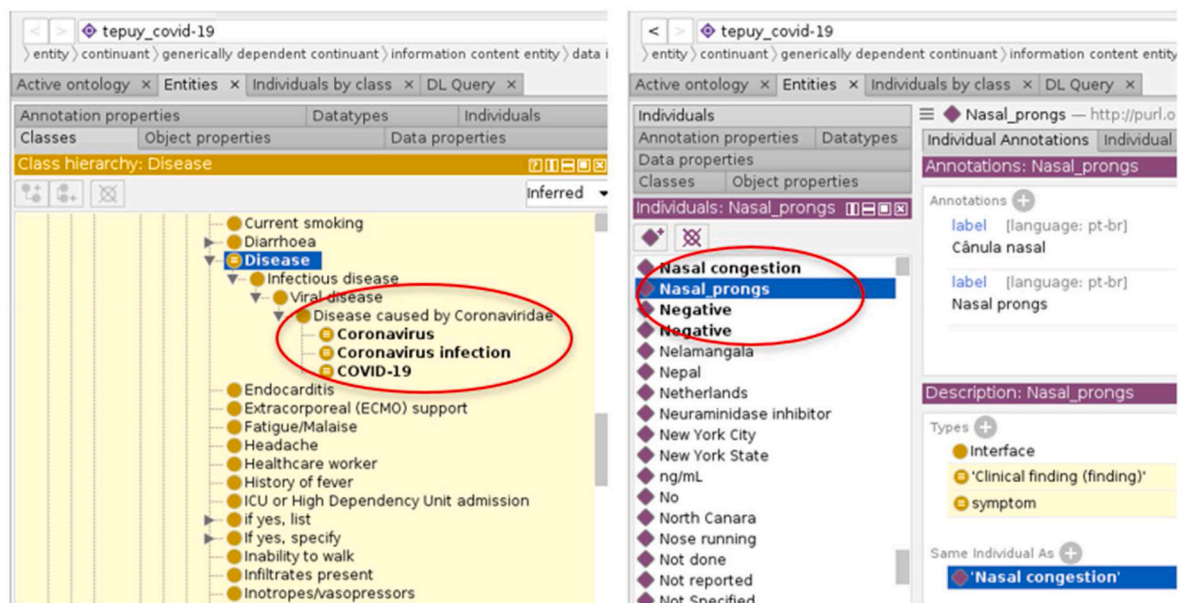 < > tepuy_covid-19
〉entity〉continuant〉generically dependent continuant〉information content entity〉data i
Active ontology × Entities × Individuals by class × DL Query ×
Annotation properties Datatypes Individuals
Classes Object properties Data properties
Class hierarchy: Disease
Inferred
Current smoking
Diarrhoea
Disease
Infectious disease
Viral disease
Disease caused by Coronaviridae
Coronavirus
Coronavirus infection
COVID-19
Endocarditis
Extracorporeal (ECMO) support
Fatigue/Malaise
Headache
Healthcare worker
History of fever
ICU or High Dependency Unit admission
if yes, list
If yes, specify
Inability to walk
Infiltrates present
Inotropes/vasopressors
< > tepuy_covid-19
〉entity〉continuant〉generically dependent continuant〉information content entity
Active ontology × Entities × Individuals by class × DL Query ×
Individuals
Annotation properties Datatypes
Data properties
Classes Object properties
Individuals: Nasal_prongs
Nasal congestion
Nasal_prongs
Negative
Negative
Nelamangala
Nepal
Netherlands
Neuraminidase inhibitor
New York City
New York State
ng/mL
No
North Canara
Nose running
Not done
Not reported
Not Specified
Nasal_prongs — http://purl.o
Individual Annotations Individual
Annotations: Nasal_prongs
Annotations
label [language: pt-br]
Cânula nasal
label [language: pt-br]
Nasal prongs
Description: Nasal_prongs
Types
Interface
'Clinical finding (finding)'
symptom
Same Individual As
'Nasal congestion'